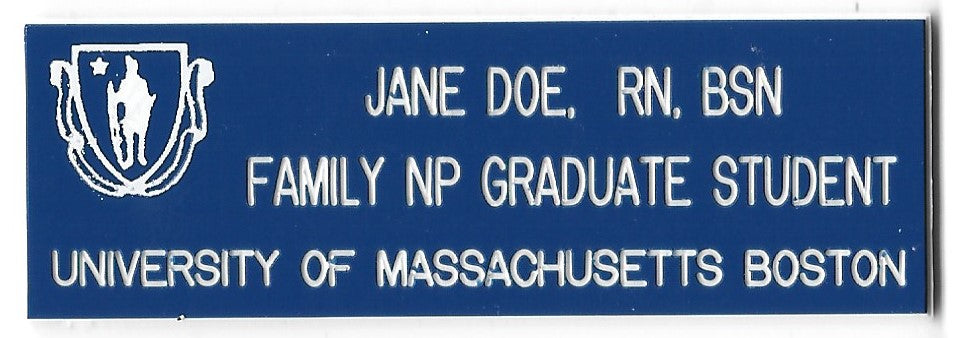 JANE DOE, RN, BSN
FAMILY NP GRADUATE STUDENT
UNIVERSITY OF MASSACHUSETTS BOSTON